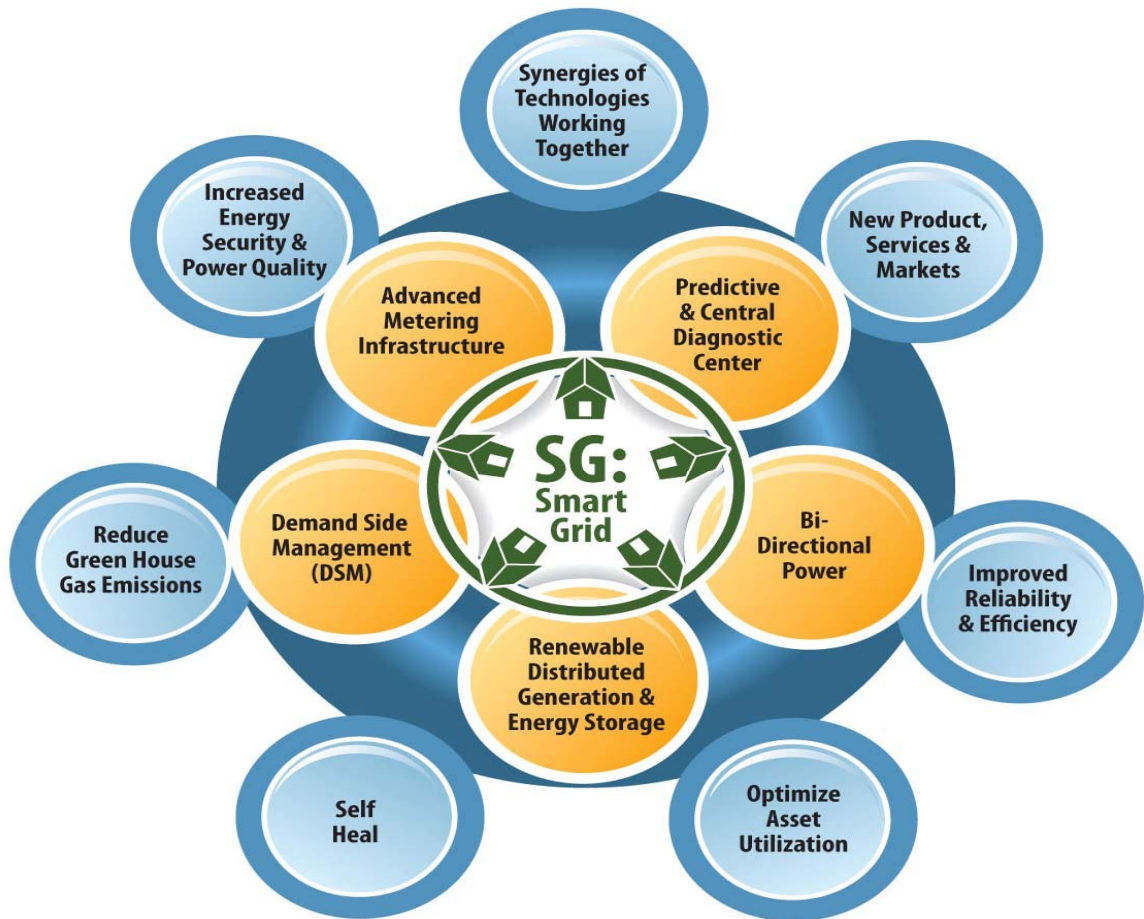 Synergies of
Technologies
Working
Together
Increased
Energy
Security &
Power Quality
New Product,
Services &
Markets
Advanced
Metering
Infrastructure
Predictive
& Central
Diagnostic
Center
SG:
Smart
Grid
Reduce
Green House
Gas Emissions
Demand Side
Management
(DSM)
Bi-
Directional
Power
Improved
Reliability
& Efficiency
Renewable
Distributed
Generation &
Energy Storage
Self
Heal
Optimize
Asset
Utilization